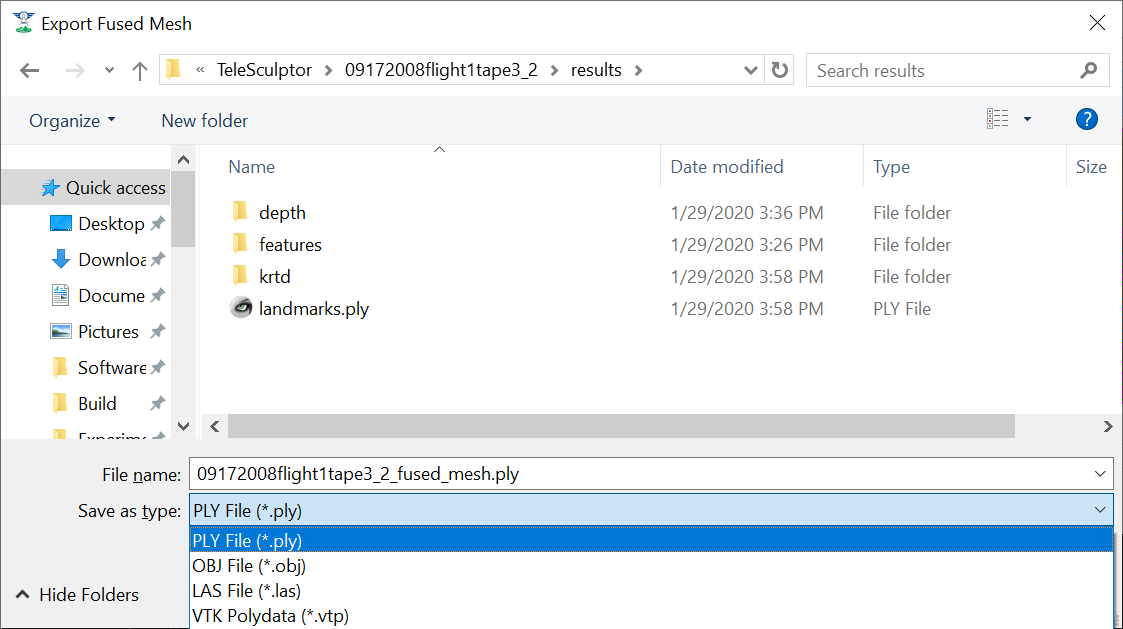 Export Fused Mesh
« TeleSculptor > 09172008flight1tape3_2 > results >
Search results
Organize
New folder
?
Name
Date modified
Type
Size
Quick access
Desktop
Downloa
Docume
Pictures
Software
Build
depth 1/29/2020 3:36 PM File folder
features 1/29/2020 3:26 PM File folder
krtd 1/29/2020 3:58 PM File folder
landmarks.ply 1/29/2020 3:58 PM PLY File
File name: 09172008flight1tape3_2_fused_mesh.ply
Save as type: PLY File (*.ply)
PLY File (*.ply)
OBJ File (*.obj)
LAS File (*.las)
VTK Polydata (*.vtp)
Hide Folders